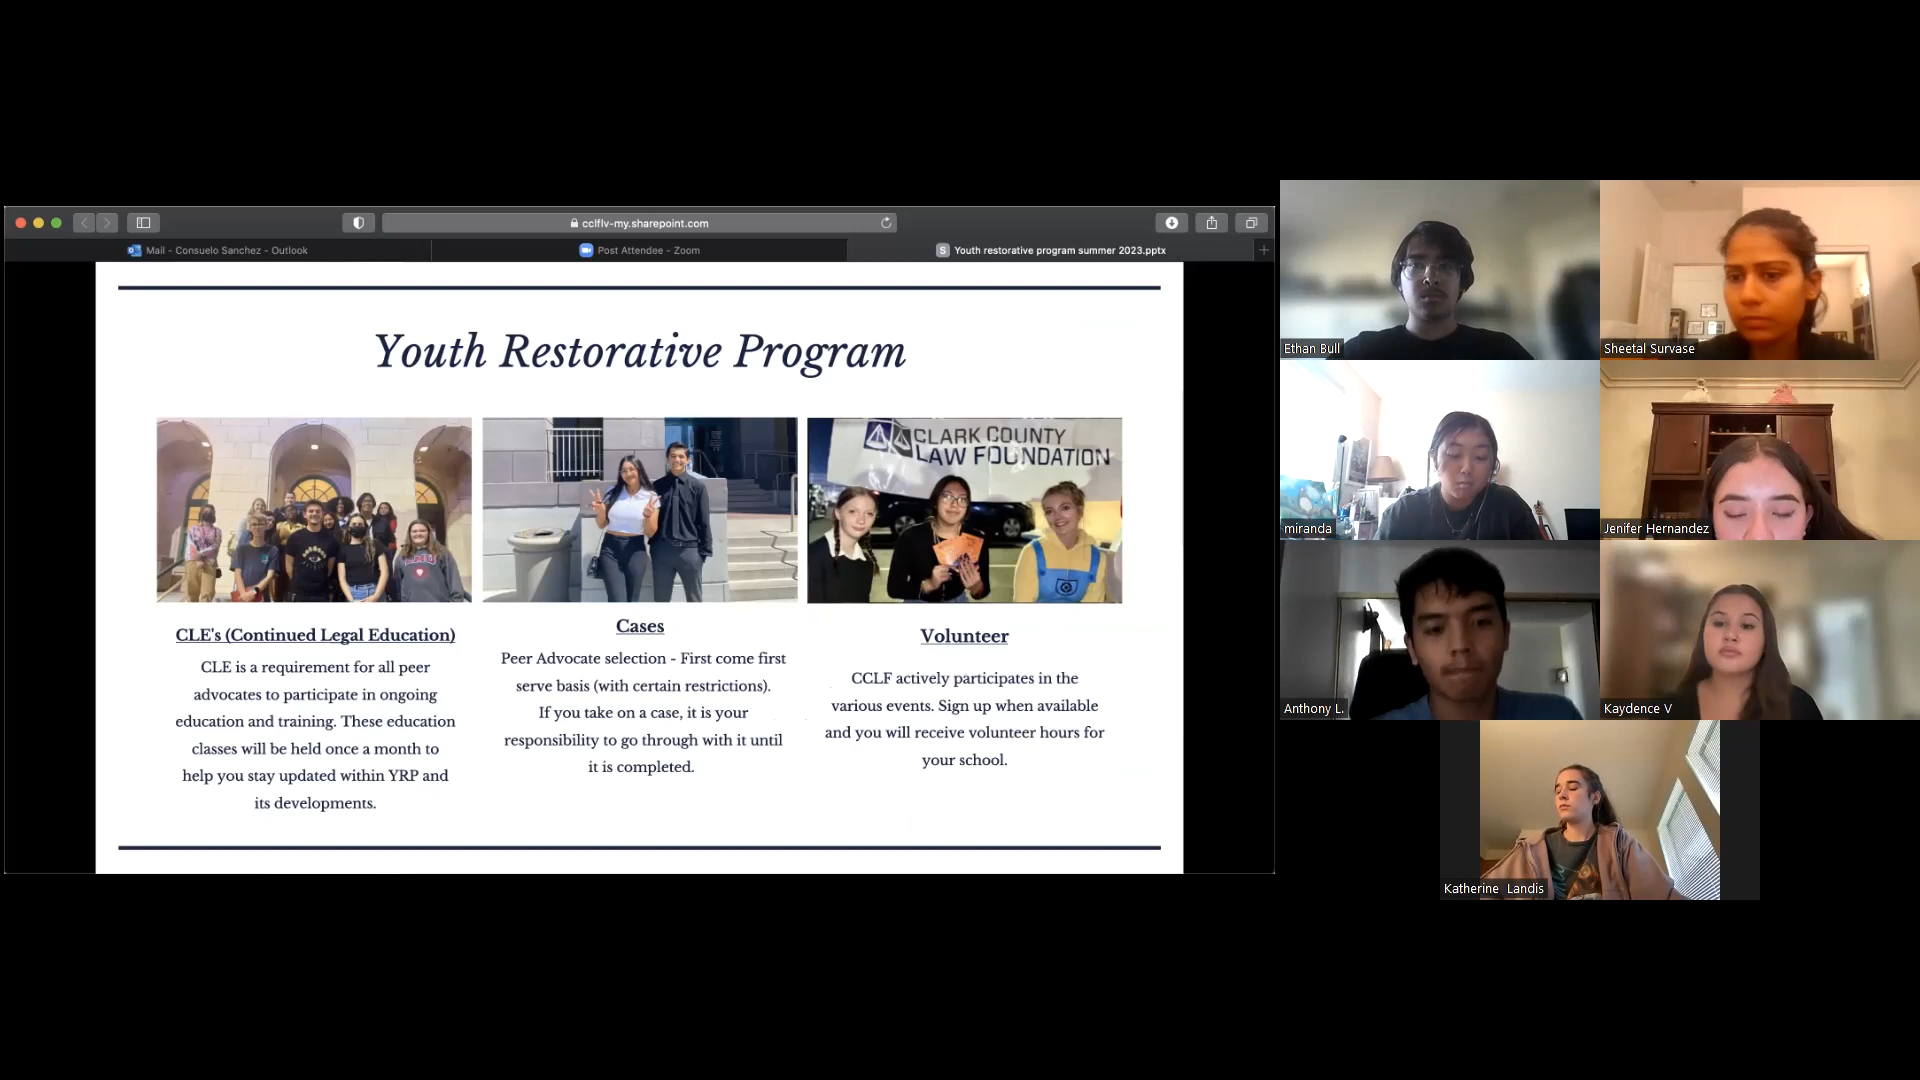 cclflv-my.sharepoint.com
Mail - Consuelo Sanchez - Outlook
Post Attendee - Zoom
S Youth restorative program summer 2023.pptx
Youth Restorative Program
CLARK COUNTY
LAW FOUNDATION
CLE's (Continued Legal Education)
CLE is a requirement for all peer
advocates to participate in ongoing
education and training. These education
classes will be held once a month to
help you stay updated within YRP and
its developments.
Cases
Peer Advocate selection - First come first
serve basis (with certain restrictions).
If you take on a case, it is your
responsibility to go through with it until
it is completed.
Volunteer
CCLF actively participates in the
various events. Sign up when available
and you will receive volunteer hours for
your school.
Ethan Bull
Sheetal Survase
miranda
Jenifer Hernandez
Anthony L.
Kaydence V
Katherine Landis